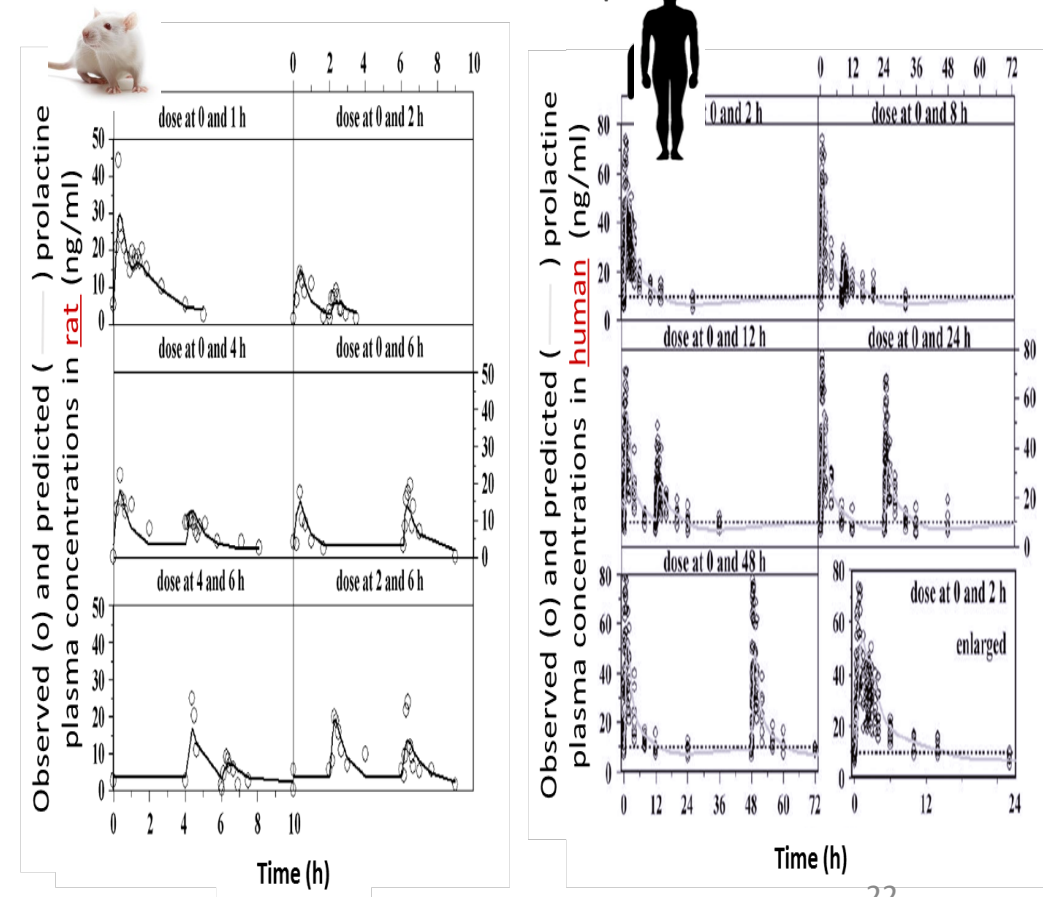 0 2 4 6 8 10
dose at 0 and 1 h
dose at 0 and 2 h
50
40
30
20
10
0
dose at 0 and 4 h
dose at 0 and 6 h
50
40
30
20
10
0
dose at 4 and 6 h
dose at 2 and 6 h
50
40
30
20
10
0
0 2 4 6 8 10
Time (h)
Observed (o) and predicted ( ) prolactine
plasma concentrations in rat (ng/ml)
0 12 24 36 48 60 72
0 and 2 h
dose at 0 and 8 h
80
60
40
20
0
dose at 0 and 12 h
dose at 0 and 24 h
80
60
40
20
0
dose at 0 and 48 h
80
60
40
20
0
dose at 0 and 2 h
enlarged
80
60
40
20
0
0 12 24 36 48 60 72
0 12 24
Time (h)
Observed (o) and predicted ( ) prolactine
plasma concentrations in human (ng/ml)
22